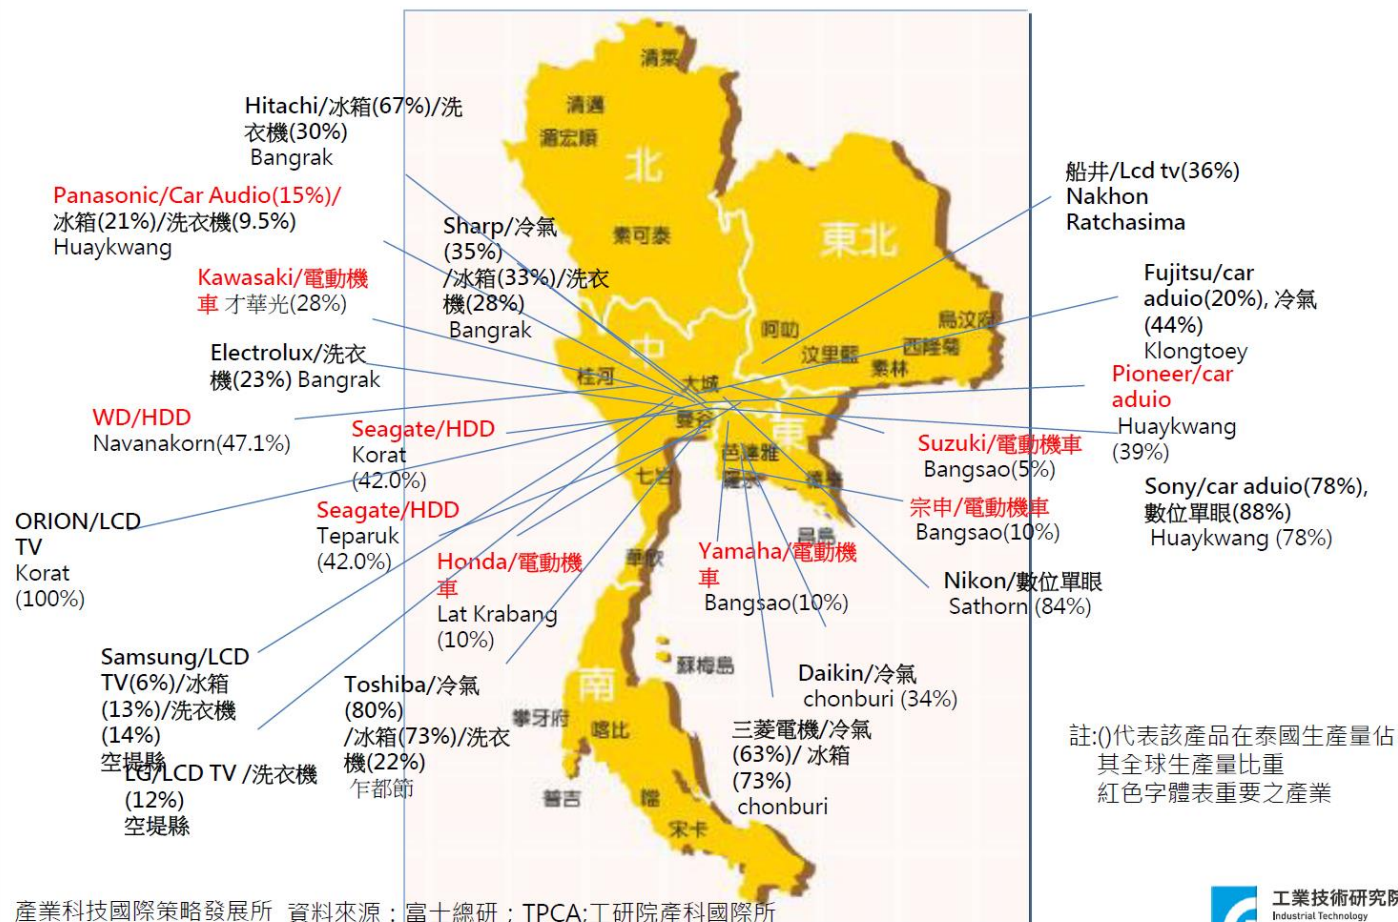 Hitachi/冰箱(67%)/洗
衣機(30%)
Bangrak
Panasonic/Car Audio(15%)/
冰箱(21%)/洗衣機(9.5%)
Huaykwang
Kawasaki/電動機
車 才華光(28%)
Electrolux/洗衣
機(23%) Bangrak
WD/HDD
Navanakorn(47.1%)
Seagate/HDD
Korat
(42.0%)
Seagate/HDD
Teparuk
(42.0%)
ORION/LCD
TV
Korat
(100%)
Samsung/LCD
TV(6%)/冰箱
(13%)/洗衣機
(14%)
空堤縣
LG/LCD TV /洗衣機
(12%)
空堤縣
Sharp/冷氣
(35%)
/冰箱(33%)/洗衣
機(28%)
Bangrak
Honda/電動機
車
Lat Krabang
(10%)
Toshiba/冷氣
(80%)
/冰箱(73%)/洗衣
機(22%)
乍都節
清萊
清邁
湄宏順
北
素可泰
東北
阿叻
汶里藍
烏汶府
西隆菊
素林
中
桂河
大城
曼谷
東
芭達雅
羅永
七岩
昌島
華欣
蘇梅島
南
攀牙府
喀比
普吉
宋卡
船井/Lcd tv(36%)
Nakhon
Ratchasima
Fujitsu/car
aduio(20%), 冷氣
(44%)
Klongtoey
Pioneer/car
aduio
Huaykwang
(39%)
Suzuki/電動機車
Bangsao(5%)
宗申/電動機車
Bangsao(10%)
Sony/car aduio(78%),
數位單眼(88%)
Huaykwang (78%)
Yamaha/電動機
車
Bangsao(10%)
Nikon/數位單眼
Sathorn (84%)
Daikin/冷氣
chonburi (34%)
三菱電機/冷氣
(63%)/ 冰箱
(73%)
chonburi
註:()代表該產品在泰國生產量佔
其全球生產量比重
紅色字體表重要之產業
產業科技國際策略發展所 資料來源：富士總研；TPCA;工研院產科國際所
工業技術研究院
Industrial Technology